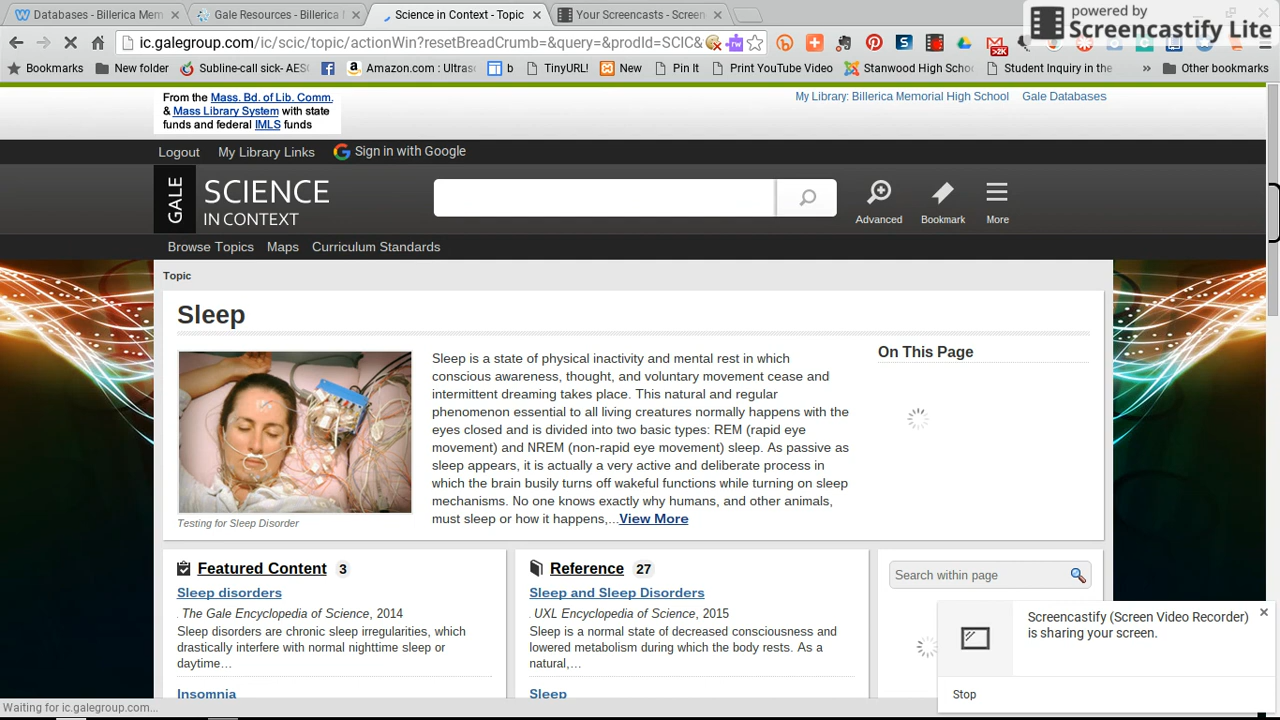 Databases - Billerica Mem
Gale Resources - Billerica
Science in Context - Topic
Your Screencasts - Screen
powered by
Screencastify Lite
ic.galegroup.com/ic/scic/topic/actionWin?resetBreadCrumb=&query=&prodId=SCIC&
>2K
Bookmarks
New folder
Amazon.com : Ultras
b
TinyURL!
New
Pin It
Print YouTube Video
Stanwood High Scho
Student Inquiry in the
» Other bookmarks
From the Mass. Bd. of Lib. Comm.
& Mass Library System with state
funds and federal IMLS funds
My Library: Billerica Memorial High School Gale Databases
Logout My Library Links Sign in with Google
GALE
SCIENCE
IN CONTEXT
Advanced Bookmark More
Browse Topics Maps Curriculum Standards
Topic
Sleep
Testing for Sleep Disorder
Sleep is a state of physical inactivity and mental rest in which
conscious awareness, thought, and voluntary movement cease and
intermittent dreaming takes place. This natural and regular
phenomenon essential to all living creatures normally happens with the
eyes closed and is divided into two basic types: REM (rapid eye
movement) and NREM (non-rapid eye movement) sleep. As passive as
sleep appears, it is actually a very active and deliberate process in
which the brain busily turns off wakeful functions while turning on sleep
mechanisms. No one knows exactly why humans, and other animals,
must sleep or how it happens,...View More
On This Page
Featured Content 3
Sleep disorders
. The Gale Encyclopedia of Science, 2014
Sleep disorders are chronic sleep irregularities, which
drastically interfere with normal nighttime sleep or
daytime…
Insomnia
Reference 27
Sleep and Sleep Disorders
. UXL Encyclopedia of Science, 2015
Sleep is a normal state of decreased consciousness and
lowered metabolism during which the body rests. As a
natural,…
Sleep
Search within page
Screencastify (Screen Video Recorder)
is sharing your screen.
Stop
Waiting for ic.galegroup.com...